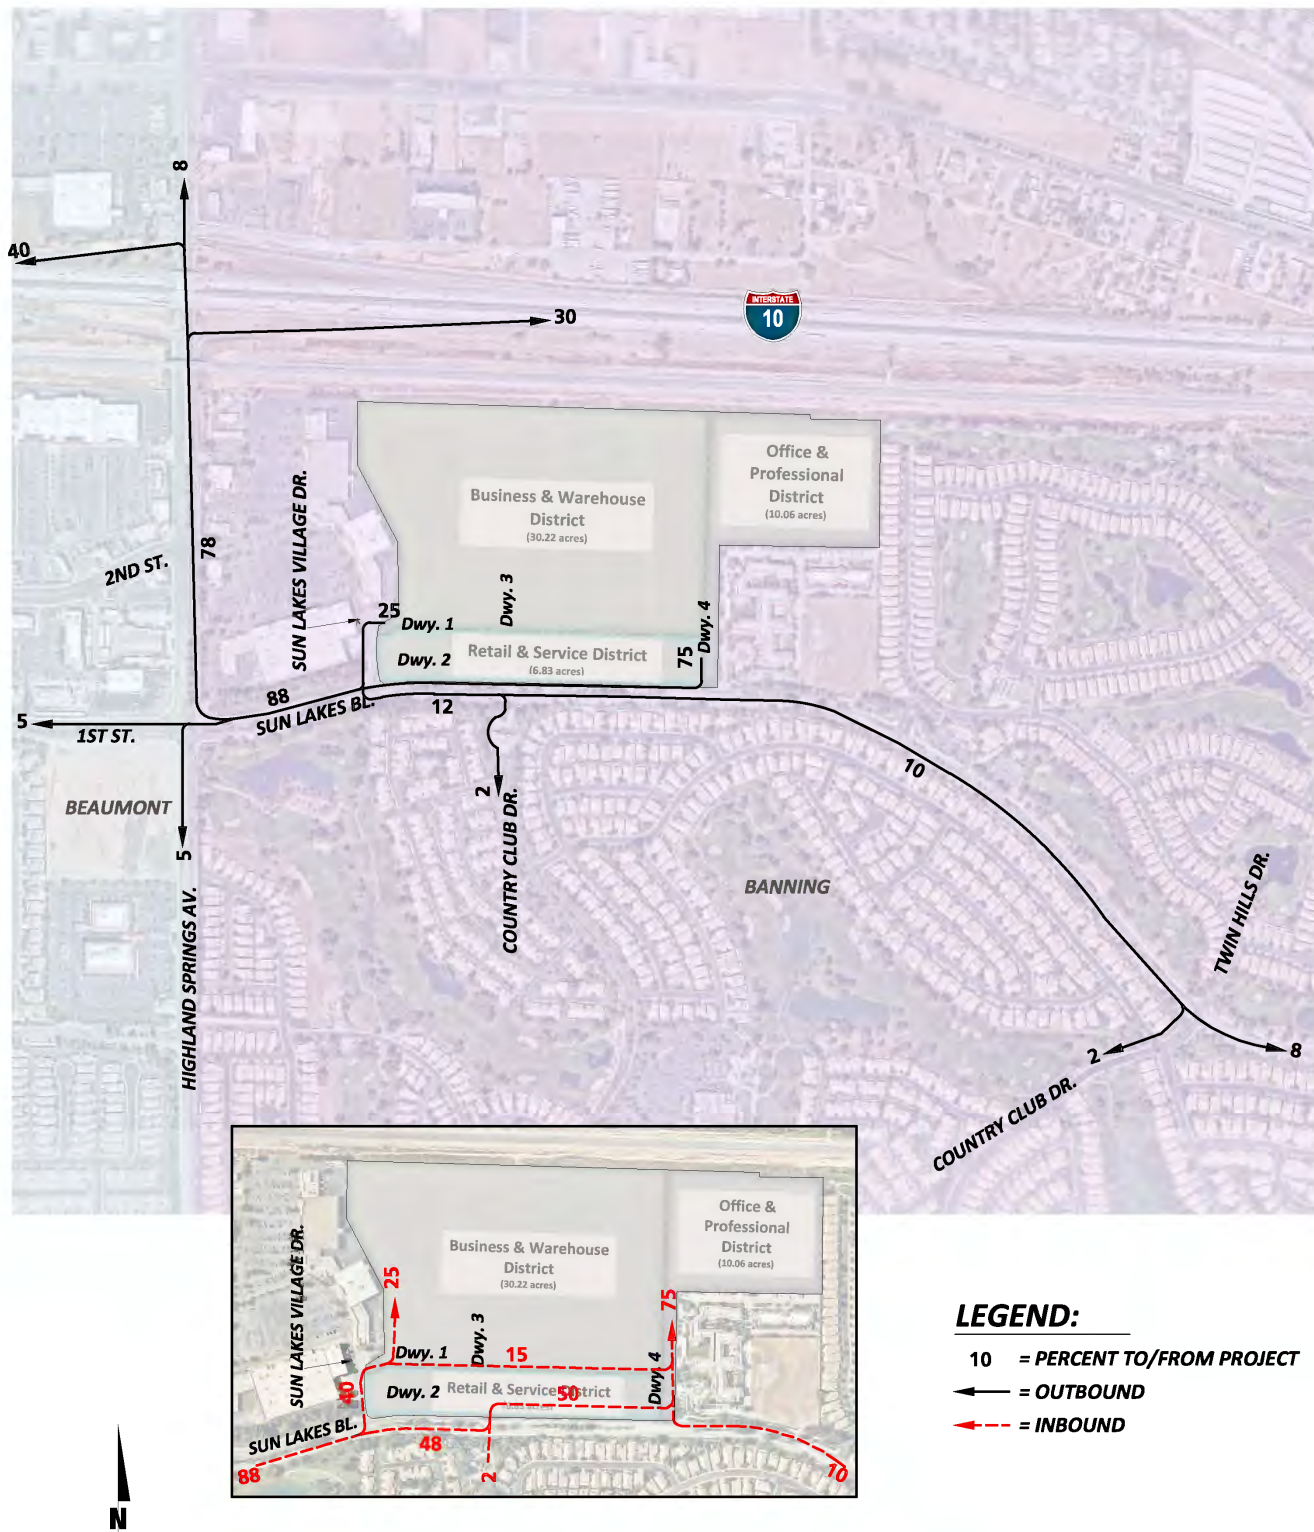 8
40
30
INTERSTATE
10
Office &
Professional
District
(10.06 acres)
Business & Warehouse
District
(30.22 acres)
SUN LAKES VILLAGE DR.
78
2ND ST.
Dwy. 3
25
Dwy. 1
Dwy. 4
Dwy. 2
Retail & Service District
(6.83 acres)
75
88
SUN LAKES BL.
12
5
1ST ST.
10
BEAUMONT
2
5
COUNTRY CLUB DR.
BANNING
HIGHLAND SPRINGS AV.
TWIN HILLS DR.
2
8
COUNTRY CLUB DR.
Office &
Professional
District
(10.06 acres)
Business & Warehouse
District
(30.22 acres)
SUN LAKES VILLAGE DR.
25
75
Dwy. 3
Dwy. 1
15
Dwy. 4
40
Dwy. 2
Retail & Service District
50
SUN LAKES BL.
48
88
2
10
LEGEND:
10 = PERCENT TO/FROM PROJECT
= OUTBOUND
= INBOUND
N